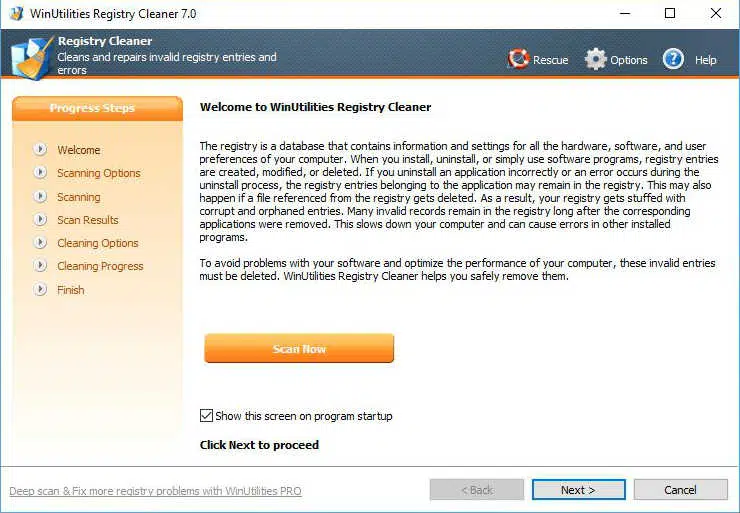 WinUtilities Registry Cleaner 7.0
Registry Cleaner
Cleans and repairs invalid registry entries and
errors
Rescue
Options
Help
Progress Steps
Welcome
Scanning Options
Scanning
Scan Results
Cleaning Options
Cleaning Progress
Finish
Welcome to WinUtilities Registry Cleaner
The registry is a database that contains information and settings for all the hardware, software, and user
preferences of your computer. When you install, uninstall, or simply use software programs, registry entries
are created, modified, or deleted. If you uninstall an application incorrectly or an error occurs during the
uninstall process, the registry entries belonging to the application may remain in the registry. This may also
happen if a file referenced from the registry gets deleted. As a result, your registry gets stuffed with
corrupt and orphaned entries. Many invalid records remain in the registry long after the corresponding
applications were removed. This slows down your computer and can cause errors in other installed
programs.
To avoid problems with your software and optimize the performance of your computer, these invalid entries
must be deleted. WinUtilities Registry Cleaner helps you safely remove them.
Scan Now
Show this screen on program startup
Click Next to proceed
Deep scan & Fix more registry problems with WinUtilities PRO
< Back
Next >
Cancel